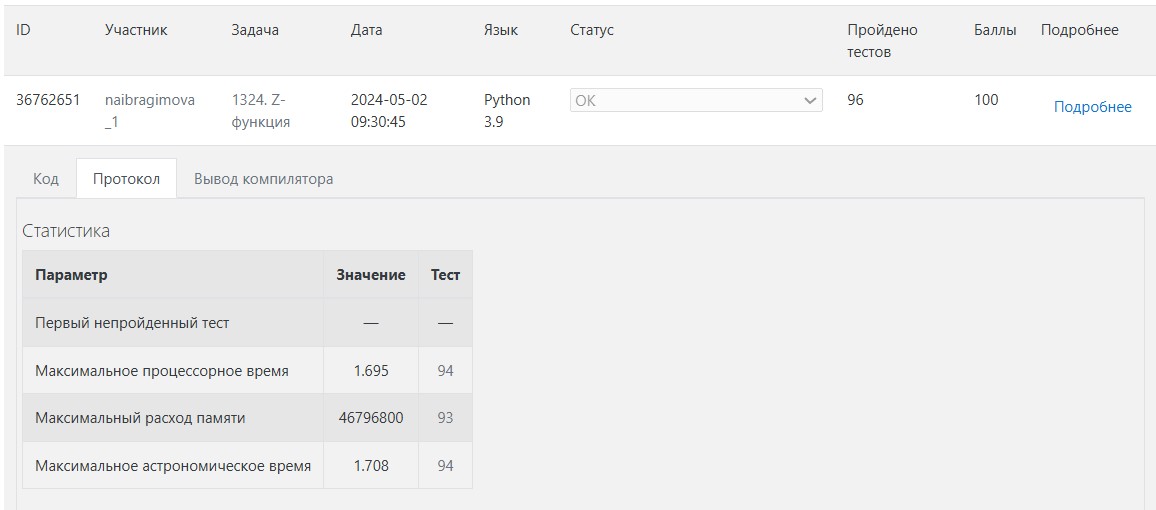 ID Участник Задача Дата Язык Статус Пройдено тестов Баллы Подробнее
36762651 naibragimova_1 1324. Z-функция 2024-05-02 09:30:45 Python 3.9 OK 96 100 Подробнее
Код Протокол Вывод компилятора
Статистика
Параметр Значение Тест
Первый непройденный тест — —
Максимальное процессорное время 1.695 94
Максимальный расход памяти 46796800 93
Максимальное астрономическое время 1.708 94